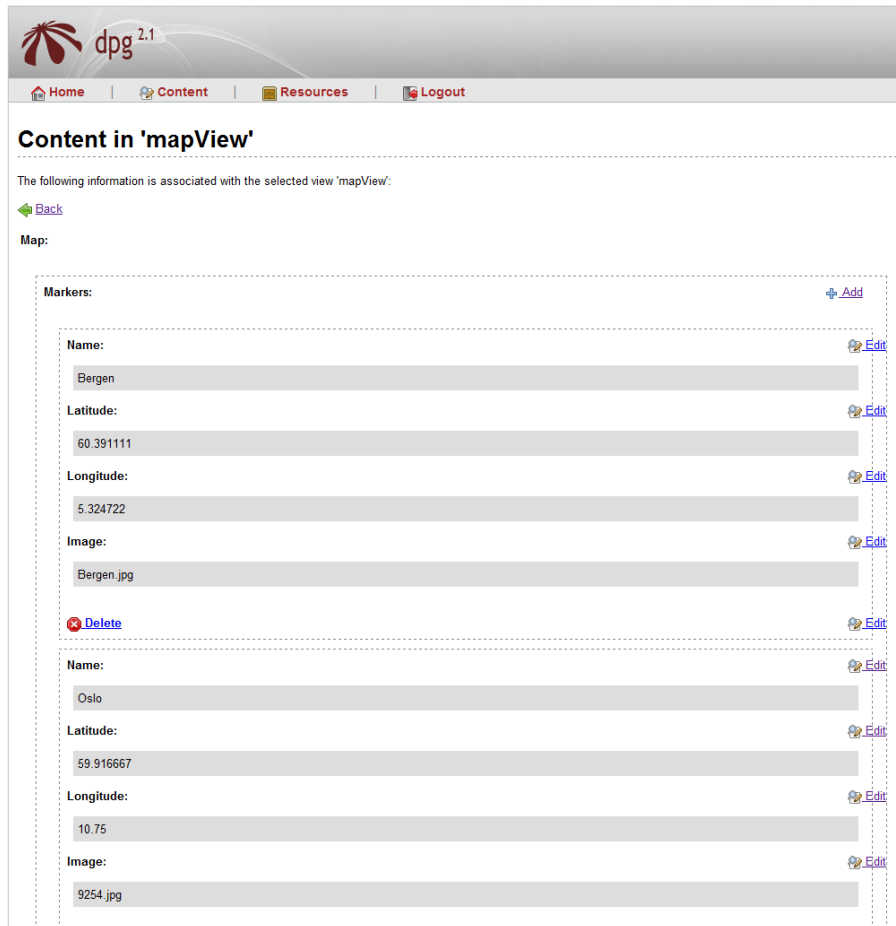 dpg 2.1
Home | Content | Resources | Logout
Content in 'mapView'
The following information is associated with the selected view 'mapView':
Back
Map:
Markers: Add
Name: Edit
Bergen
Latitude: Edit
60.391111
Longitude: Edit
5.324722
Image: Edit
Bergen.jpg
Delete Edit
Name: Edit
Oslo
Latitude: Edit
59.916667
Longitude: Edit
10.75
Image: Edit
9254.jpg